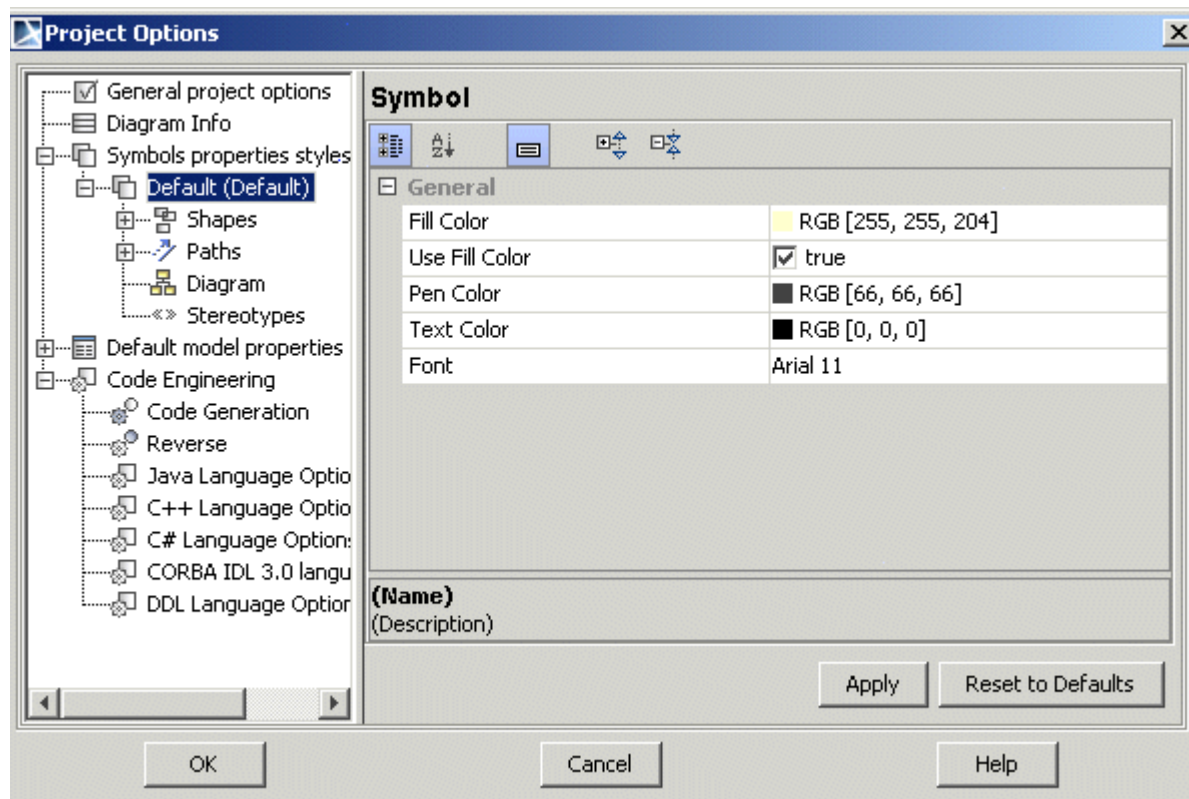 Project Options
General project options
Diagram Info
Symbols properties styles
Default (Default)
Shapes
Paths
Diagram
Stereotypes
Default model properties
Code Engineering
Code Generation
Reverse
Java Language Optio
C++ Language Optio
C# Language Option
CORBA IDL 3.0 langu
DDL Language Option
Symbol
General
Fill Color RGB [255, 255, 204]
Use Fill Color true
Pen Color RGB [66, 66, 66]
Text Color RGB [0, 0, 0]
Font Arial 11
(Name)
(Description)
Apply Reset to Defaults
OK Cancel Help